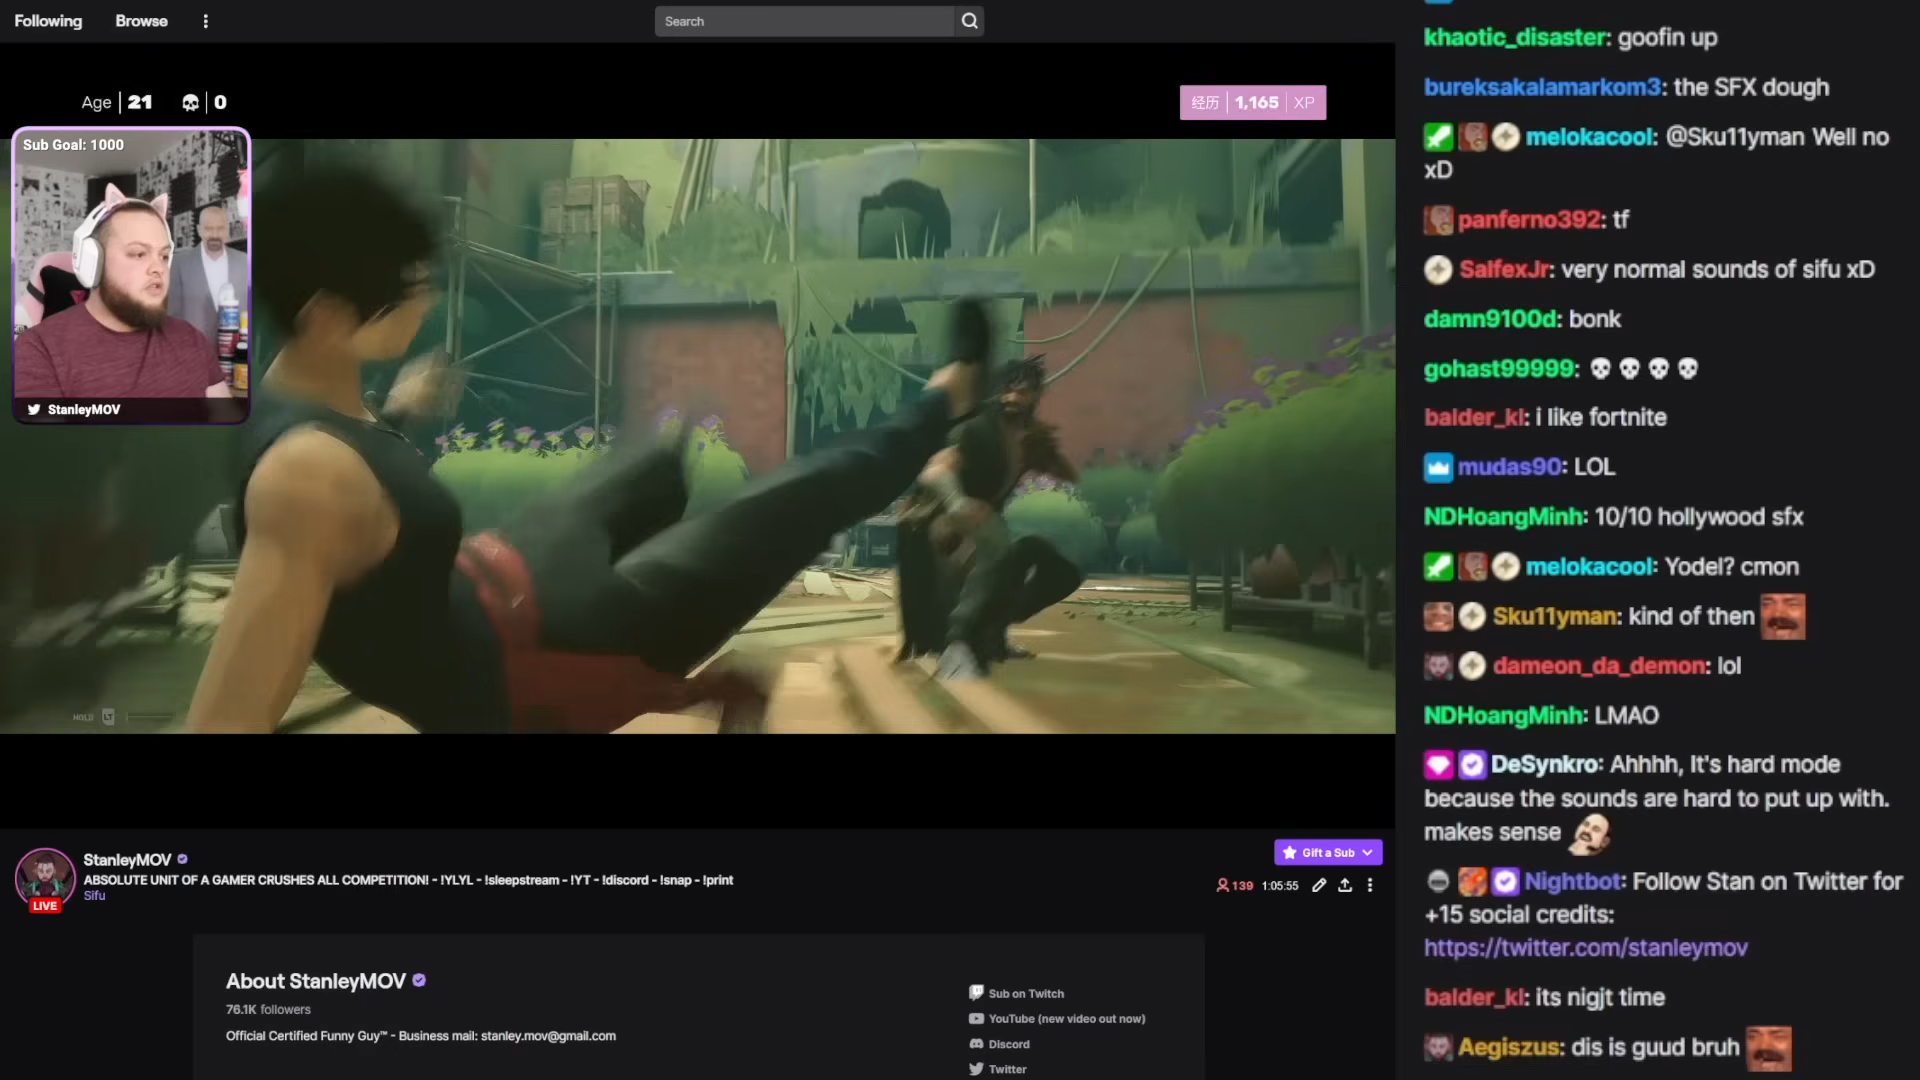 Following
Browse
Search
Age | 21
0
经历 | 1,165 | XP
Sub Goal: 1000
StanleyMOV
HOLD LT
StanleyMOV
ABSOLUTE UNIT OF A GAMER CRUSHES ALL COMPETITION! - !YLYL - !sleepstream - !YT - !discord - !snap - !print
Sifu
LIVE
Gift a Sub
139
1:05:55
About StanleyMOV
76.1K followers
Official Certified Funny Guy™ - Business mail: stanley.mov@gmail.com
Sub on Twitch
YouTube (new video out now)
Discord
Twitter
khaotic_disaster: goofin up
bureksakalamarkom3: the SFX dough
melokacool: @Sku11yman Well no
xD
panferno392: tf
SalfexJr: very normal sounds of sifu xD
damn9100d: bonk
gohast99999: 💀💀💀💀
balder_kl: i like fortnite
mudas90: LOL
NDHoangMinh: 10/10 hollywood sfx
melokacool: Yodel? cmon
Sku11yman: kind of then
dameon_da_demon: lol
NDHoangMinh: LMAO
DeSynkro: Ahhhh, It's hard mode
because the sounds are hard to put up with.
makes sense
Nightbot: Follow Stan on Twitter for
+15 social credits:
https://twitter.com/stanleymov
balder_kl: its nigjt time
Aegiszus: dis is guud bruh